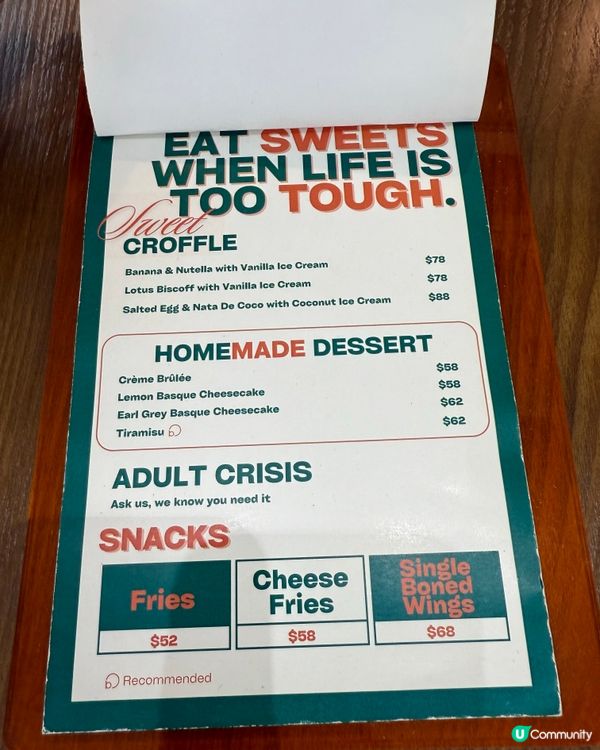 EAT SWEETS
WHEN LIFE IS
TOO TOUGH.
Sweet
CROFFLE
Banana & Nutella with Vanilla Ice Cream $78
Lotus Biscoff with Vanilla Ice Cream $78
Salted Egg & Nata De Coco with Coconut Ice Cream $88
HOMEMADE DESSERT
Crème Brûlée $58
Lemon Basque Cheesecake $58
Earl Grey Basque Cheesecake $62
Tiramisu $62
ADULT CRISIS
Ask us, we know you need it
SNACKS
Fries
$52
Cheese
Fries
$58
Single
Boned
Wings
$68
Recommended
U Community